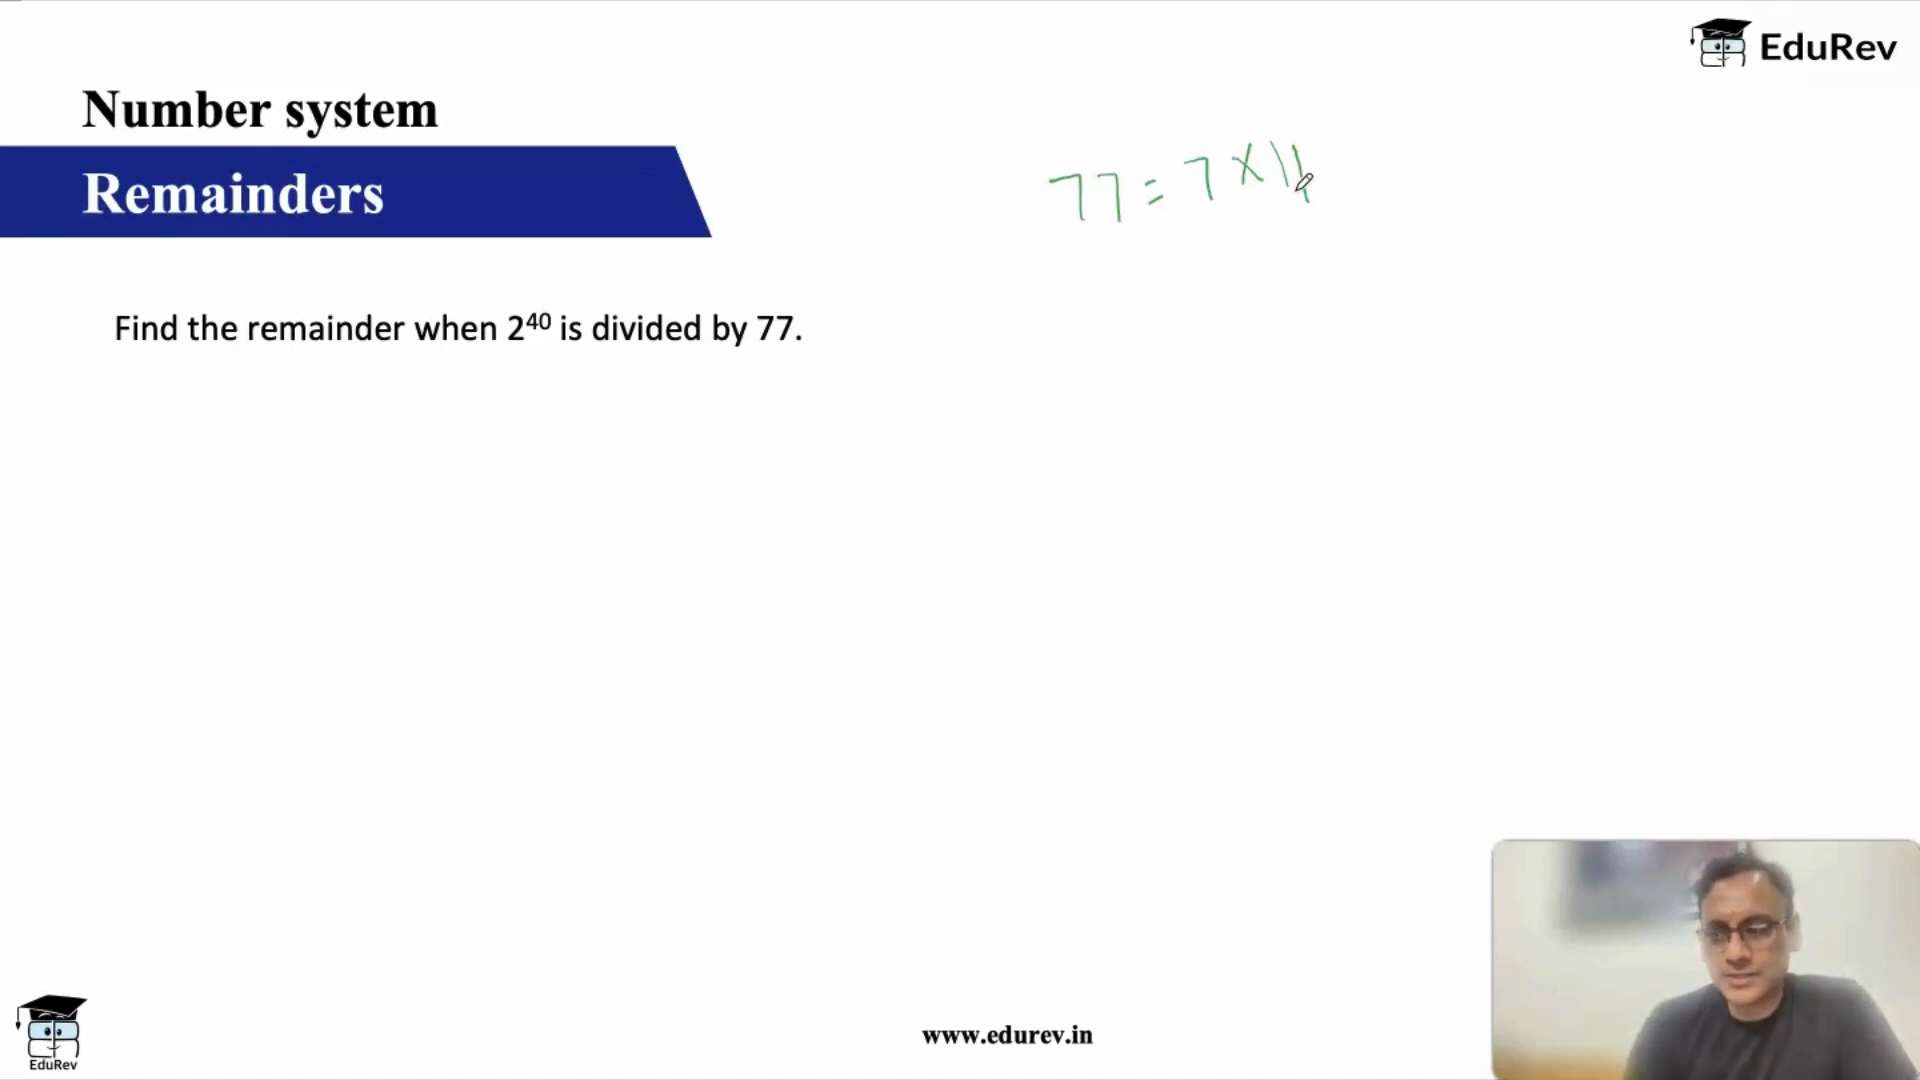 EduRev
Number system
77 = 7 × 11
Remainders
Find the remainder when 2⁴⁰ is divided by 77.
www.edurev.in
EduRev